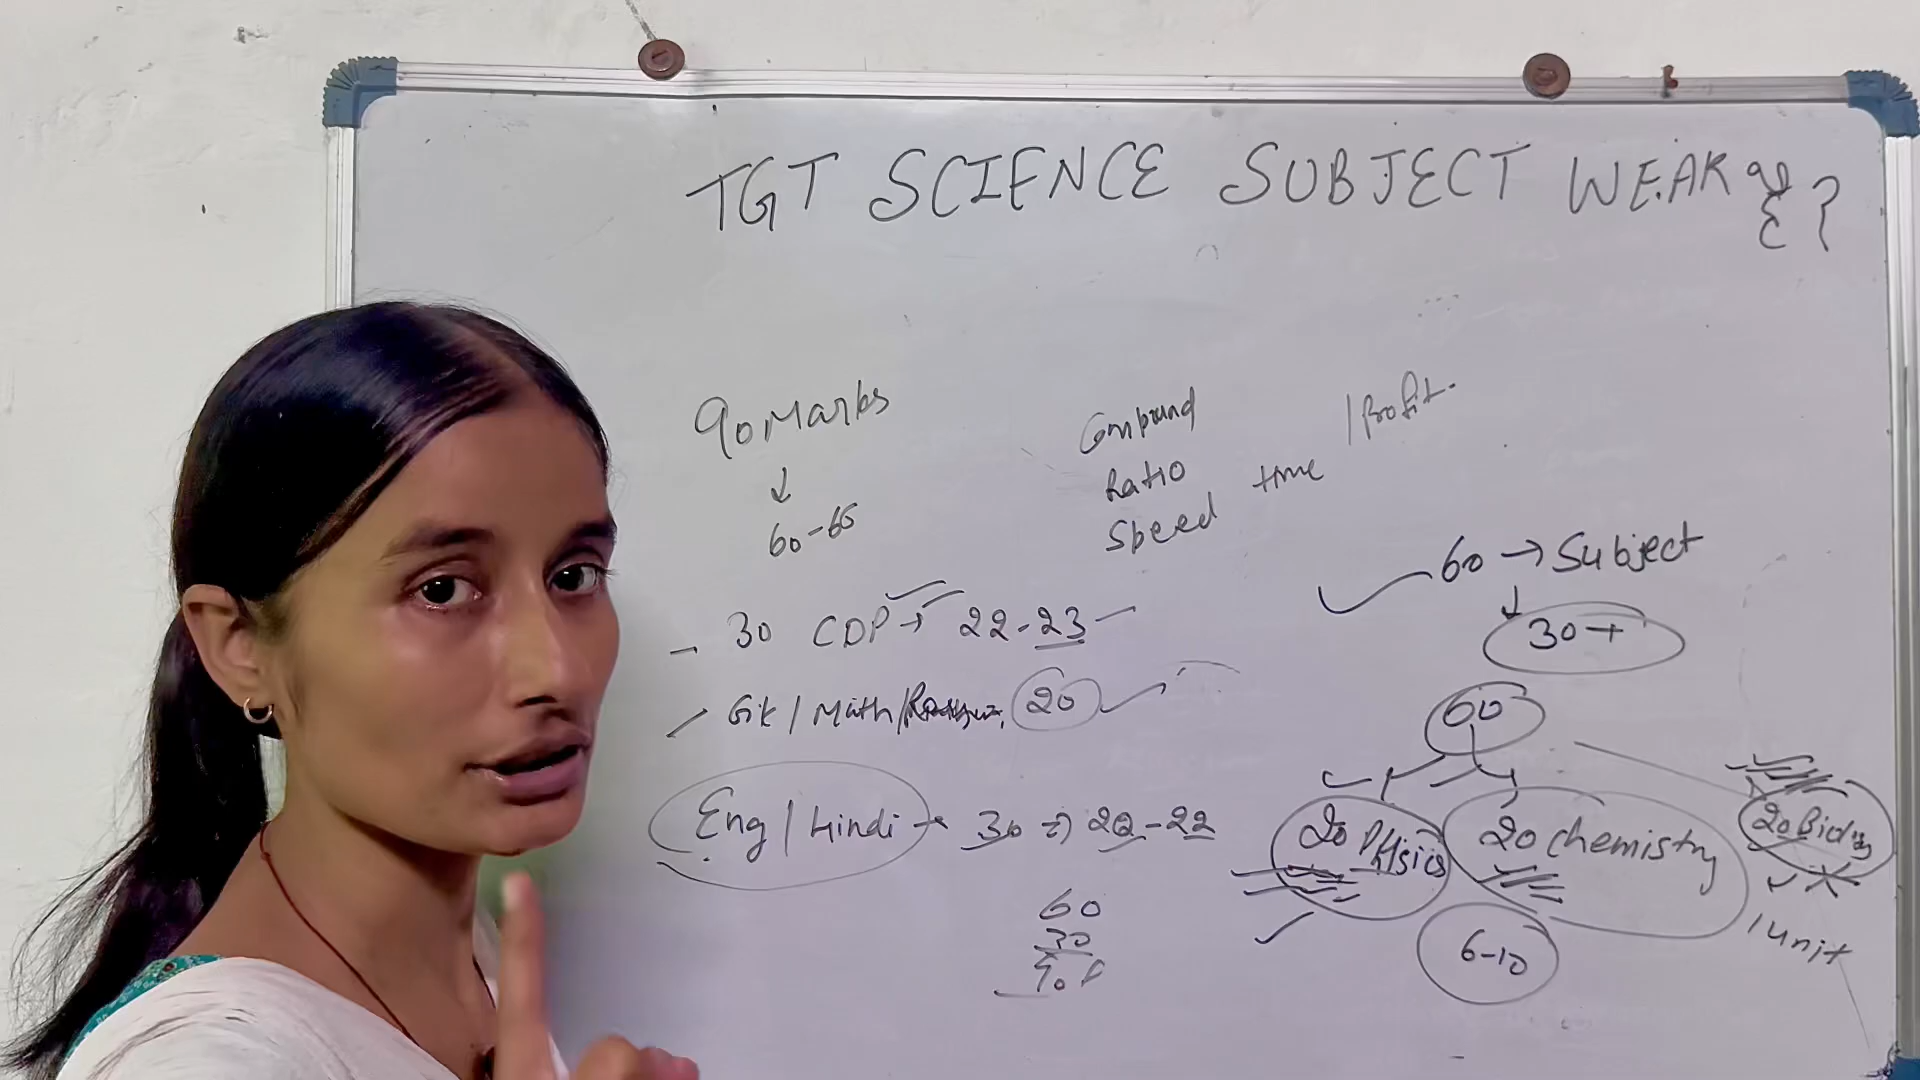 TGT SCIENCE SUBJECT WEAK है ?
90 Marks
↓
60-65
Compound / Profit.
Ratio
Speed time
- 30 CDP → 22-23 -
Gk / Math / 20
Eng / Hindi → 30 ⇒ 22-22
60
30
90
60 → Subject
↓
30+
60
20 Physics 20 chemistry 20 Biology
6-10
1 unit